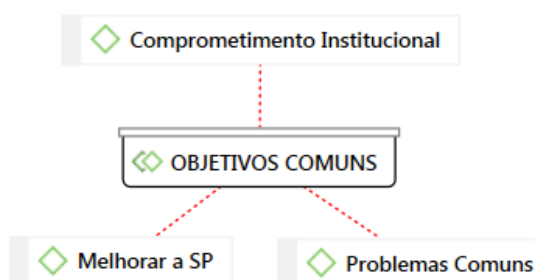 Comprometimento Institucional
OBJETIVOS COMUNS
Melhorar a SP
Problemas Comuns